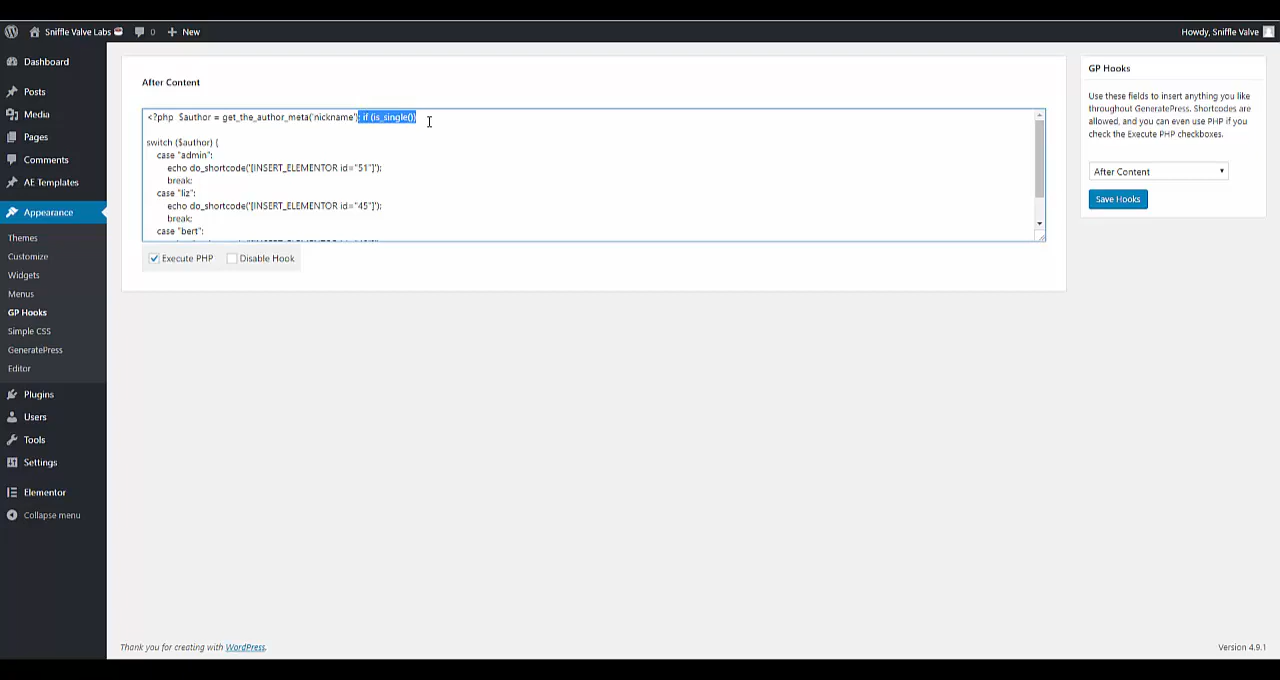 Sniffle Valve Labs
0
New
Howdy, Sniffle Valve
Dashboard
Posts
Media
Pages
Comments
AE Templates
Appearance
Themes
Customize
Widgets
Menus
GP Hooks
Simple CSS
GeneratePress
Editor
Plugins
Users
Tools
Settings
Elementor
Collapse menu
After Content
<?php  $author = get_the_author_meta('nickname'); if (is_single())
switch ($author) {
case "admin":
echo do_shortcode('[INSERT_ELEMENTOR id="51"]');
break;
case "liz":
echo do_shortcode('[INSERT_ELEMENTOR id="45"]');
break;
case "bert":
Execute PHP
Disable Hook
GP Hooks
Use these fields to insert anything you like
throughout GeneratePress. Shortcodes are
allowed, and you can even use PHP if you
check the Execute PHP checkboxes.
After Content
Save Hooks
Thank you for creating with WordPress.
Version 4.9.1